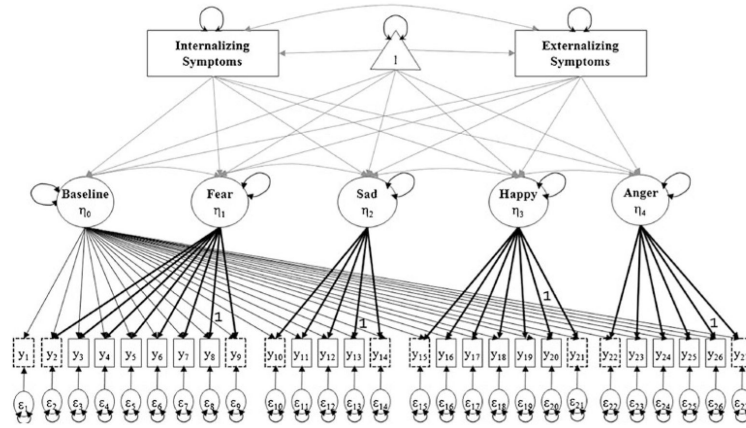 Internalizing
Symptoms
1
Externalizing
Symptoms
Baseline
η₀
Fear
η₁
Sad
η₂
Happy
η₃
Anger
η₄
1
1
1
1
y₁ y₂ y₃ y₄ y₅ y₆ y₇ y₈ y₉ y₁₀ y₁₁ y₁₂ y₁₃ y₁₄ y₁₅ y₁₆ y₁₇ y₁₈ y₁₉ y₂₀ y₂₁ y₂₂ y₂₃ y₂₄ y₂₅ y₂₆
ε₁ ε₂ ε₃ ε₄ ε₅ ε₆ ε₇ ε₈ ε₉ ε₁₀ ε₁₁ ε₁₂ ε₁₃ ε₁₄ ε₁₅ ε₁₆ ε₁₇ ε₁₈ ε₁₉ ε₂₀ ε₂₁ ε₂₂ ε₂₃ ε₂₄ ε₂₅ ε₂₆